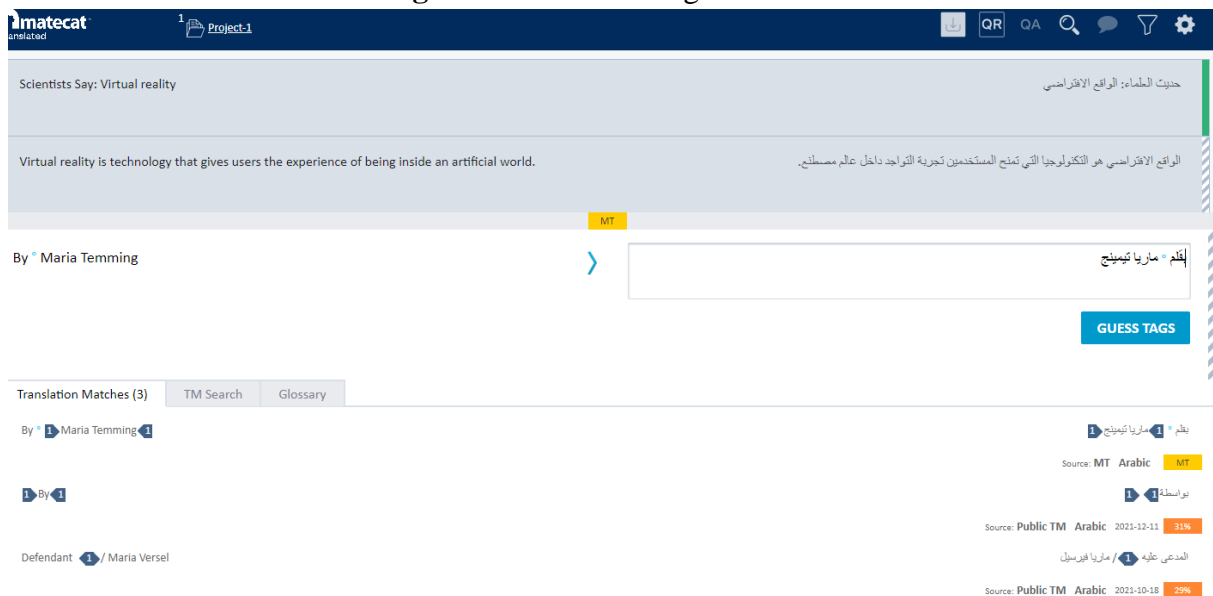 matecat
anslated
1 Project-1
QR QA
Scientists Say: Virtual reality
حديث العلماء: الواقع الافتراضي
Virtual reality is technology that gives users the experience of being inside an artificial world.
الواقع الافتراضي هو التكنولوجيا التي تمنح المستخدمين تجربة التواجد داخل عالم مصطنع.
MT
By ° Maria Temming
بقلم ° ماريا تيمينج
GUESS TAGS
Translation Matches (3) TM Search Glossary
By ° 1 Maria Temming 1
بقلم ° 1 ماريا تيمينج 1
Source: MT Arabic MT
1 By 1
بواسطة 1 1
Source: Public TM Arabic 2021-12-11 31%
Defendant 1 / Maria Versel
المدعى عليه 1 / ماريا فيرسيل
Source: Public TM Arabic 2021-10-18 29%